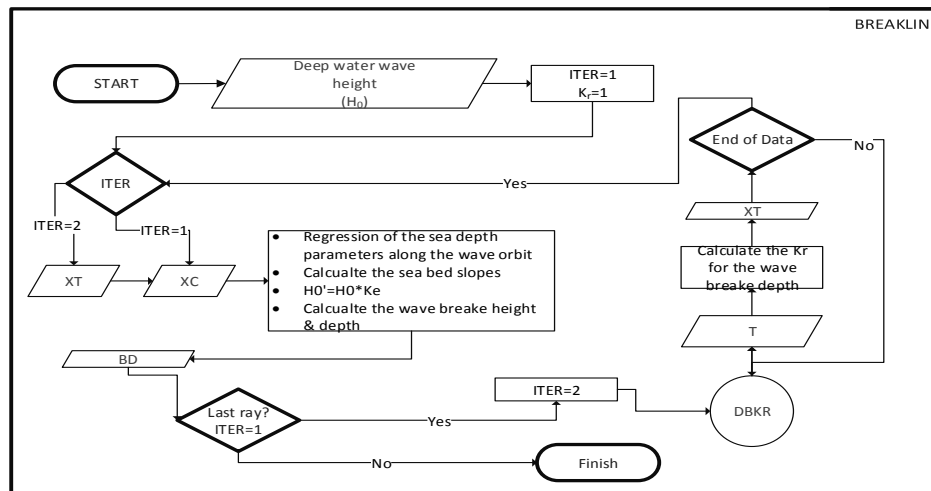 BREAKLIN
START
Deep water wave
height
(H₀)
ITER=1
Kᵣ=1
End of Data
No
ITER
Yes
ITER=2
ITER=1
XT
XC
• Regression of the sea depth
parameters along the wave orbit
• Calcualte the sea bed slopes
• H0'=H0*Ke
• Calcualte the wave breake height
& depth
XT
Calculate the Kr
for the wave
breake depth
T
BD
Last ray?
ITER=1
Yes
ITER=2
DBKR
No
Finish